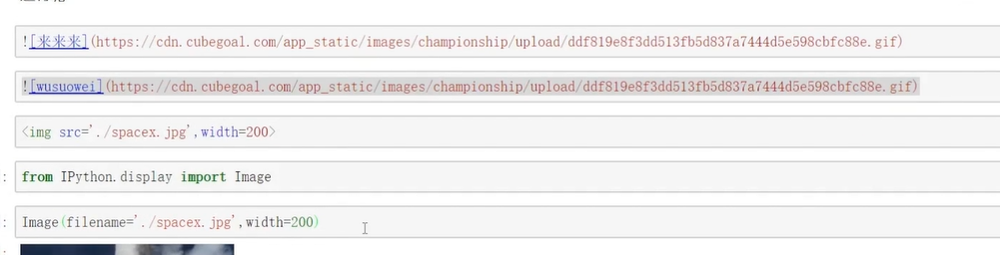 ![来来来](https://cdn.cubegoal.com/app_static/images/championship/upload/ddf819e8f3dd513fb5d837a7444d5e598cbfc88e.gif)
![wusuowei](https://cdn.cubegoal.com/app_static/images/championship/upload/ddf819e8f3dd513fb5d837a7444d5e598cbfc88e.gif)
<img src='./spacex.jpg',width=200>
: from IPython.display import Image
: Image(filename='./spacex.jpg',width=200)